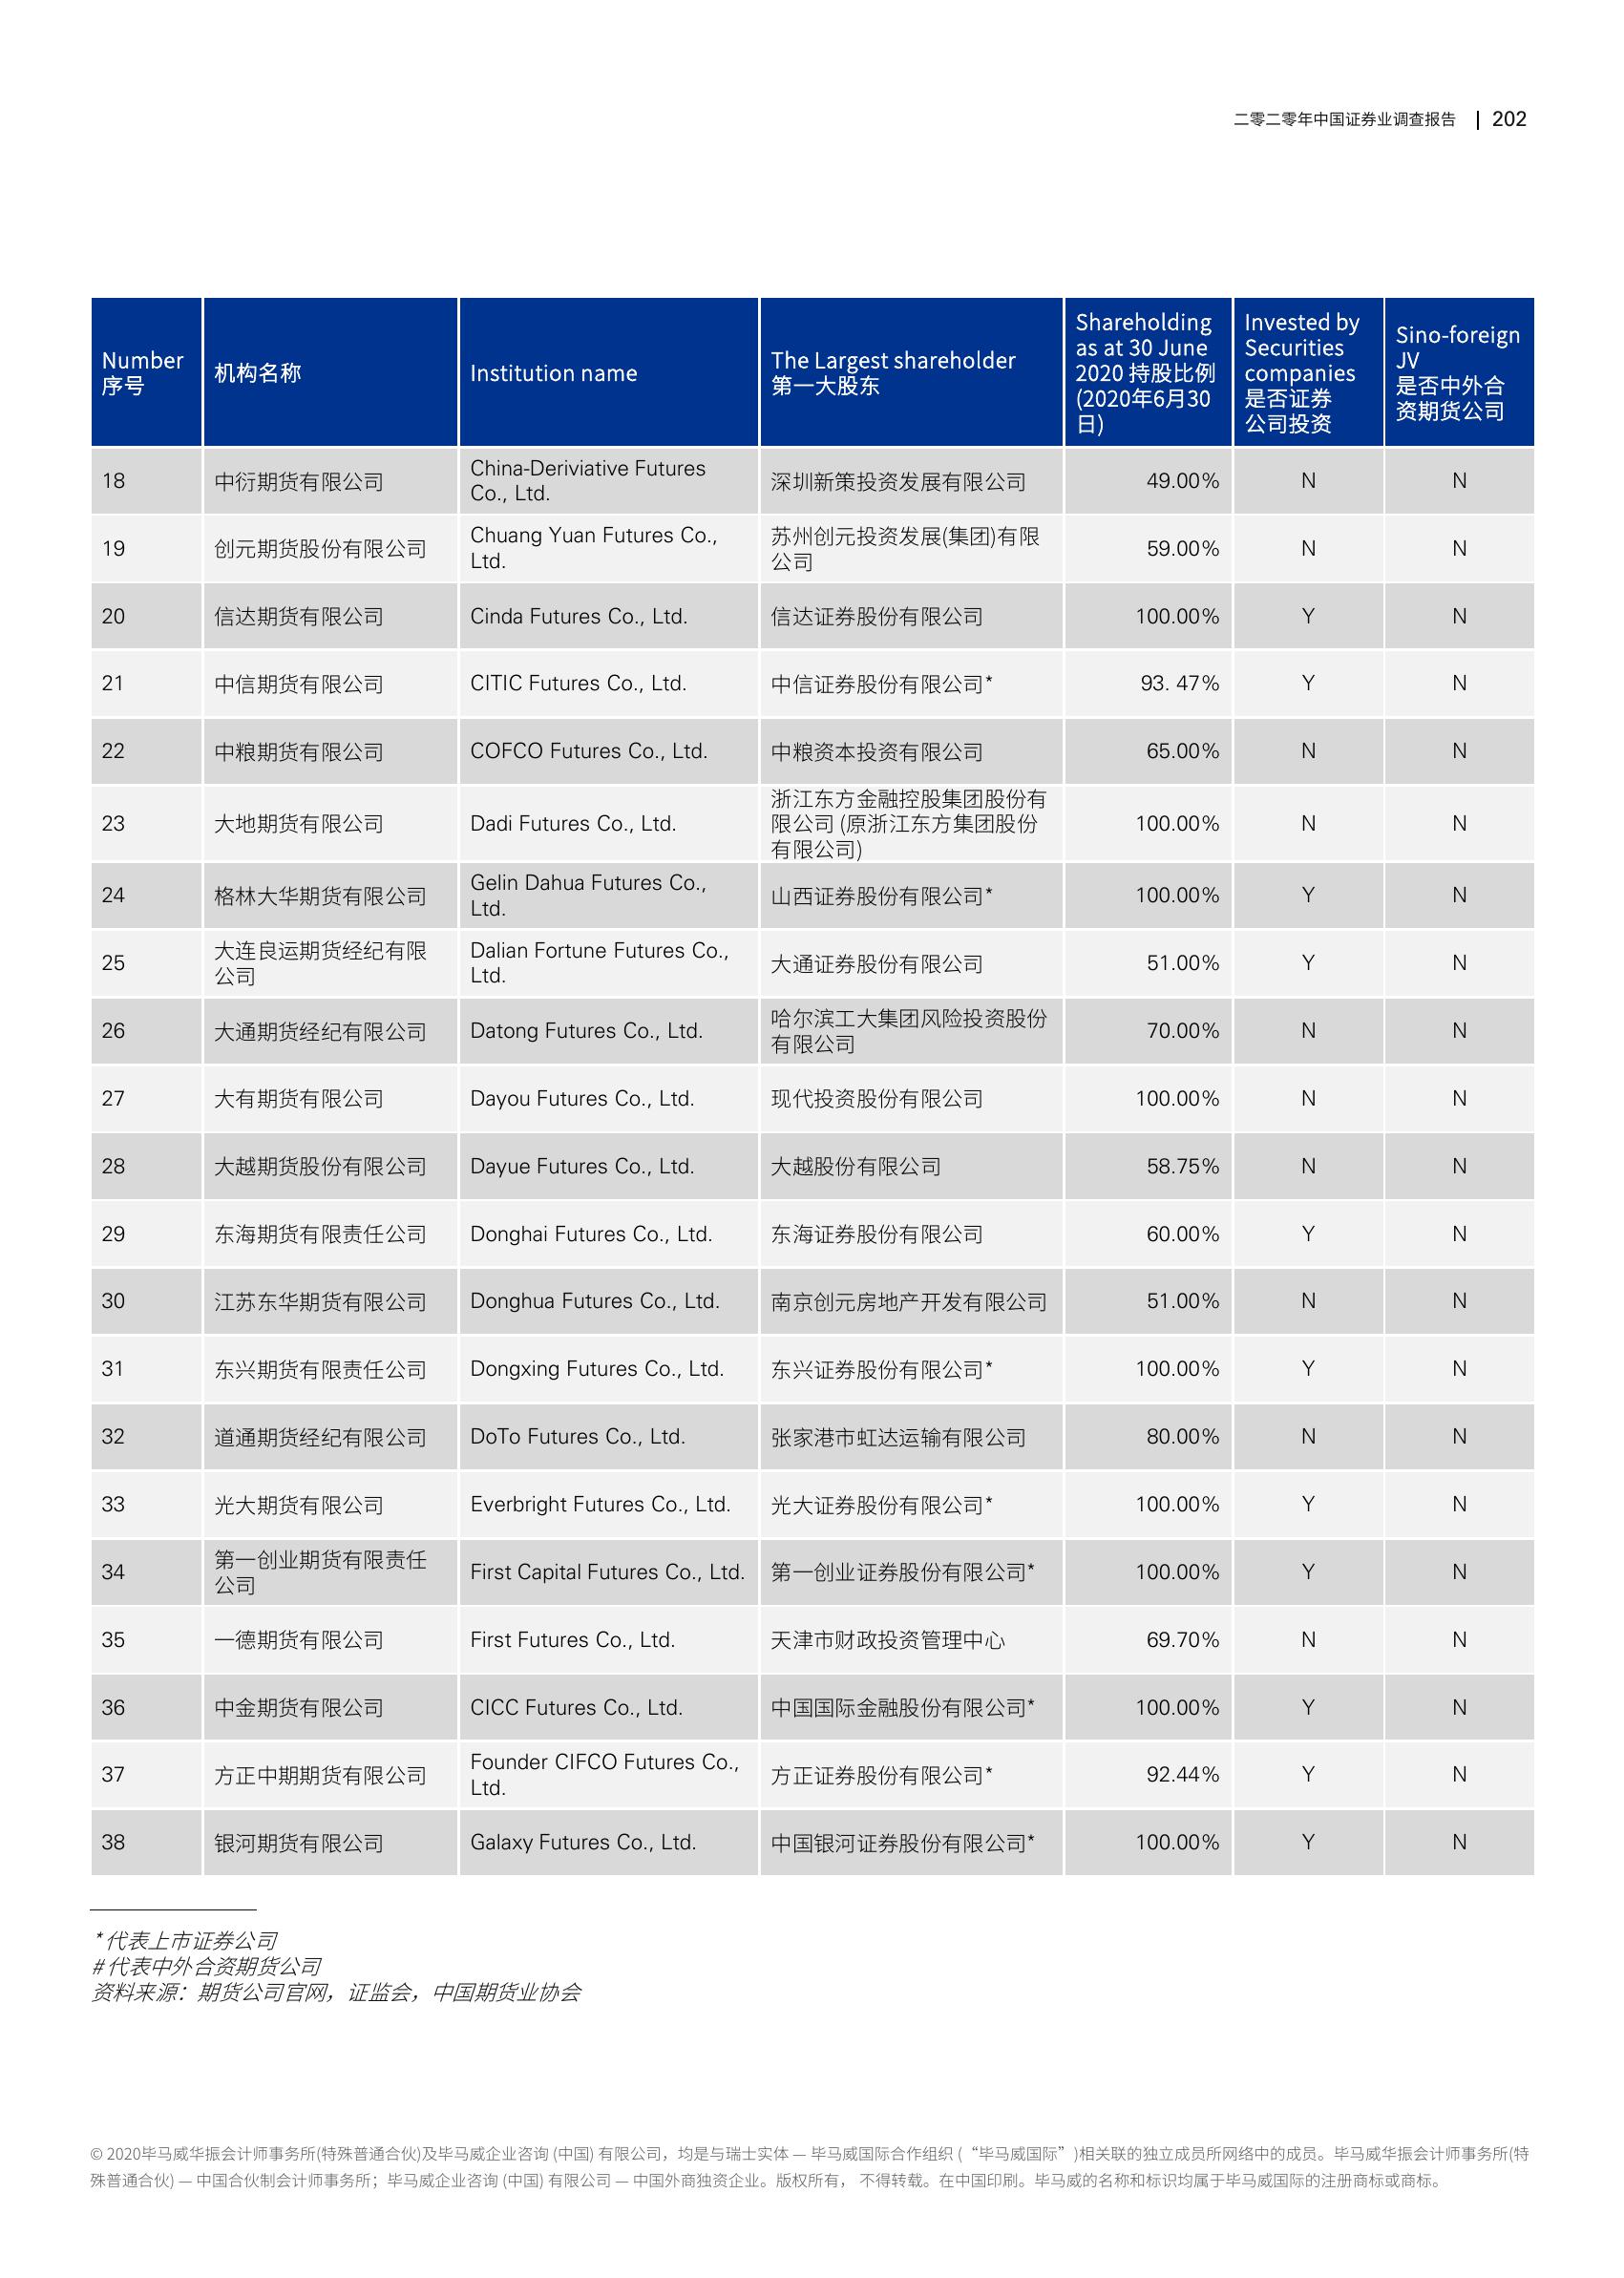 二零二零年中国证券业调查报告 | 202
Number
序号
机构名称
Institution name
The Largest shareholder
第一大股东
Shareholding
as at 30 June
2020 持股比例
(2020年6月30
日)
Invested by
Securities
companies
是否证券
公司投资
Sino-foreign
JV
是否中外合
资期货公司
18 中衍期货有限公司 China-Deriviative Futures
Co., Ltd. 深圳新策投资发展有限公司 49.00% N N
19 创元期货股份有限公司 Chuang Yuan Futures Co.,
Ltd. 苏州创元投资发展(集团)有限
公司 59.00% N N
20 信达期货有限公司 Cinda Futures Co., Ltd. 信达证券股份有限公司 100.00% Y N
21 中信期货有限公司 CITIC Futures Co., Ltd. 中信证券股份有限公司* 93. 47% Y N
22 中粮期货有限公司 COFCO Futures Co., Ltd. 中粮资本投资有限公司 65.00% N N
23 大地期货有限公司 Dadi Futures Co., Ltd. 浙江东方金融控股集团股份有
限公司 (原浙江东方集团股份
有限公司) 100.00% N N
24 格林大华期货有限公司 Gelin Dahua Futures Co.,
Ltd. 山西证券股份有限公司* 100.00% Y N
25 大连良运期货经纪有限
公司 Dalian Fortune Futures Co.,
Ltd. 大通证券股份有限公司 51.00% Y N
26 大通期货经纪有限公司 Datong Futures Co., Ltd. 哈尔滨工大集团风险投资股份
有限公司 70.00% N N
27 大有期货有限公司 Dayou Futures Co., Ltd. 现代投资股份有限公司 100.00% N N
28 大越期货股份有限公司 Dayue Futures Co., Ltd. 大越股份有限公司 58.75% N N
29 东海期货有限责任公司 Donghai Futures Co., Ltd. 东海证券股份有限公司 60.00% Y N
30 江苏东华期货有限公司 Donghua Futures Co., Ltd. 南京创元房地产开发有限公司 51.00% N N
31 东兴期货有限责任公司 Dongxing Futures Co., Ltd. 东兴证券股份有限公司* 100.00% Y N
32 道通期货经纪有限公司 DoTo Futures Co., Ltd. 张家港市虹达运输有限公司 80.00% N N
33 光大期货有限公司 Everbright Futures Co., Ltd. 光大证券股份有限公司* 100.00% Y N
34 第一创业期货有限责任
公司 First Capital Futures Co., Ltd. 第一创业证券股份有限公司* 100.00% Y N
35 一德期货有限公司 First Futures Co., Ltd. 天津市财政投资管理中心 69.70% N N
36 中金期货有限公司 CICC Futures Co., Ltd. 中国国际金融股份有限公司* 100.00% Y N
37 方正中期期货有限公司 Founder CIFCO Futures Co.,
Ltd. 方正证券股份有限公司* 92.44% Y N
38 银河期货有限公司 Galaxy Futures Co., Ltd. 中国银河证券股份有限公司* 100.00% Y N
*代表上市证券公司
#代表中外合资期货公司
资料来源：期货公司官网，证监会，中国期货业协会
© 2020毕马威华振会计师事务所(特殊普通合伙)及毕马威企业咨询 (中国) 有限公司，均是与瑞士实体 — 毕马威国际合作组织 (“毕马威国际”)相关联的独立成员所网络中的成员。毕马威华振会计师事务所(特
殊普通合伙) — 中国合伙制会计师事务所；毕马威企业咨询 (中国) 有限公司 — 中国外商独资企业。版权所有， 不得转载。在中国印刷。毕马威的名称和标识均属于毕马威国际的注册商标或商标。